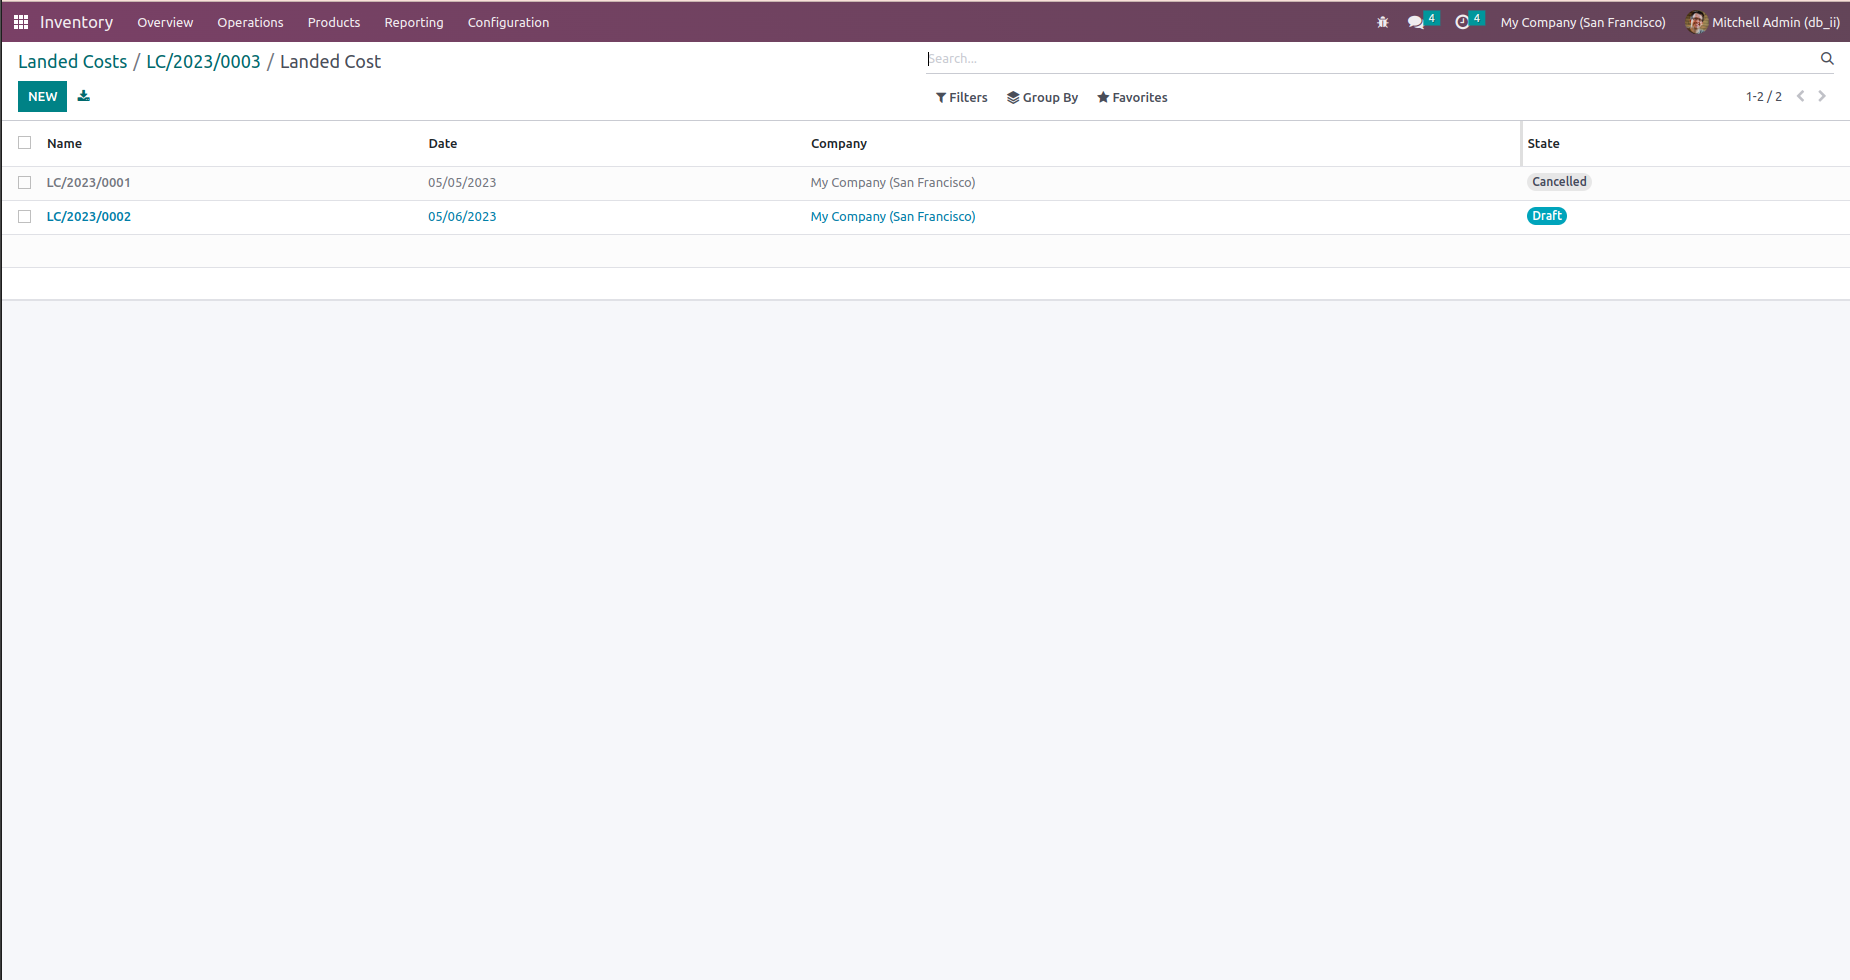 Inventory Overview Operations Products Reporting Configuration 4 4 My Company (San Francisco) Mitchell Admin (db_ii)
Landed Costs / LC/2023/0003 / Landed Cost
Search...
NEW
Filters Group By Favorites
1-2 / 2
Name Date Company State
LC/2023/0001 05/05/2023 My Company (San Francisco) Cancelled
LC/2023/0002 05/06/2023 My Company (San Francisco) Draft